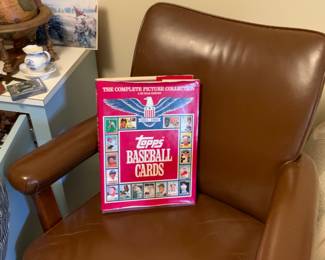 THE COMPLETE PICTURE COLLECTION
Topps
BASEBALL
CARDS